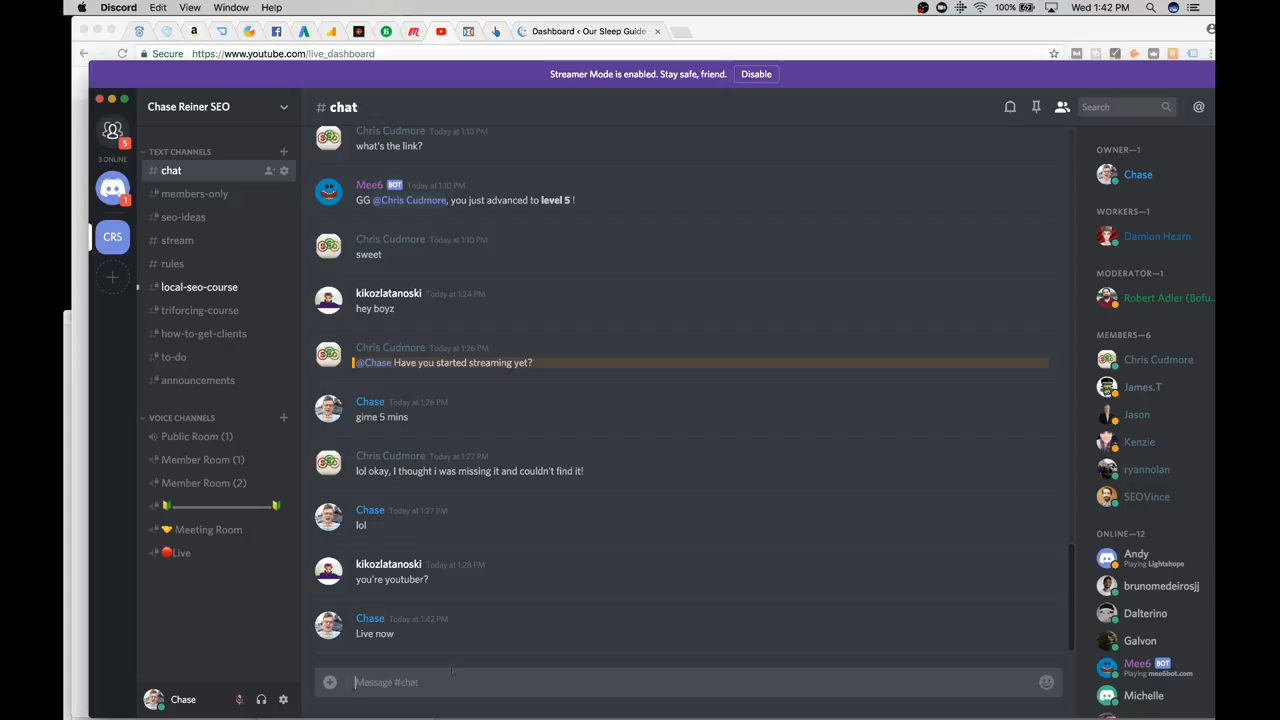 Discord Edit View Window Help
100% Wed 1:42 PM
Dashboard ‹ Our Sleep Guide
Secure https://www.youtube.com/live_dashboard
Streamer Mode is enabled. Stay safe, friend. Disable
Chase Reiner SEO
# chat
Search
5
3 ONLINE
1
CRS
TEXT CHANNELS
chat
members-only
seo-ideas
stream
rules
local-seo-course
triforcing-course
how-to-get-clients
to-do
announcements
VOICE CHANNELS
Public Room (1)
Member Room (1)
Member Room (2)
Meeting Room
Live
Chase
Chris Cudmore Today at 1:10 PM
what's the link?
Mee6 BOT Today at 1:10 PM
GG @Chris Cudmore, you just advanced to level 5 !
Chris Cudmore Today at 1:10 PM
sweet
kikozlatanoski Today at 1:24 PM
hey boyz
Chris Cudmore Today at 1:26 PM
@Chase Have you started streaming yet?
Chase Today at 1:26 PM
gime 5 mins
Chris Cudmore Today at 1:27 PM
lol okay, I thought i was missing it and couldn't find it!
Chase Today at 1:27 PM
lol
kikozlatanoski Today at 1:28 PM
you're youtuber?
Chase Today at 1:42 PM
Live now
Message #chat
OWNER—1
Chase
WORKERS—1
Damion Hearn
MODERATOR—1
Robert Adler (Bofu..
MEMBERS—6
Chris Cudmore
James.T
Jason
Kenzie
ryannolan
SEOVince
ONLINE—12
Andy
Playing Lightshope
brunomedeirosjj
Dalterino
Galvon
Mee6 BOT
Playing mee6bot.com
Michelle